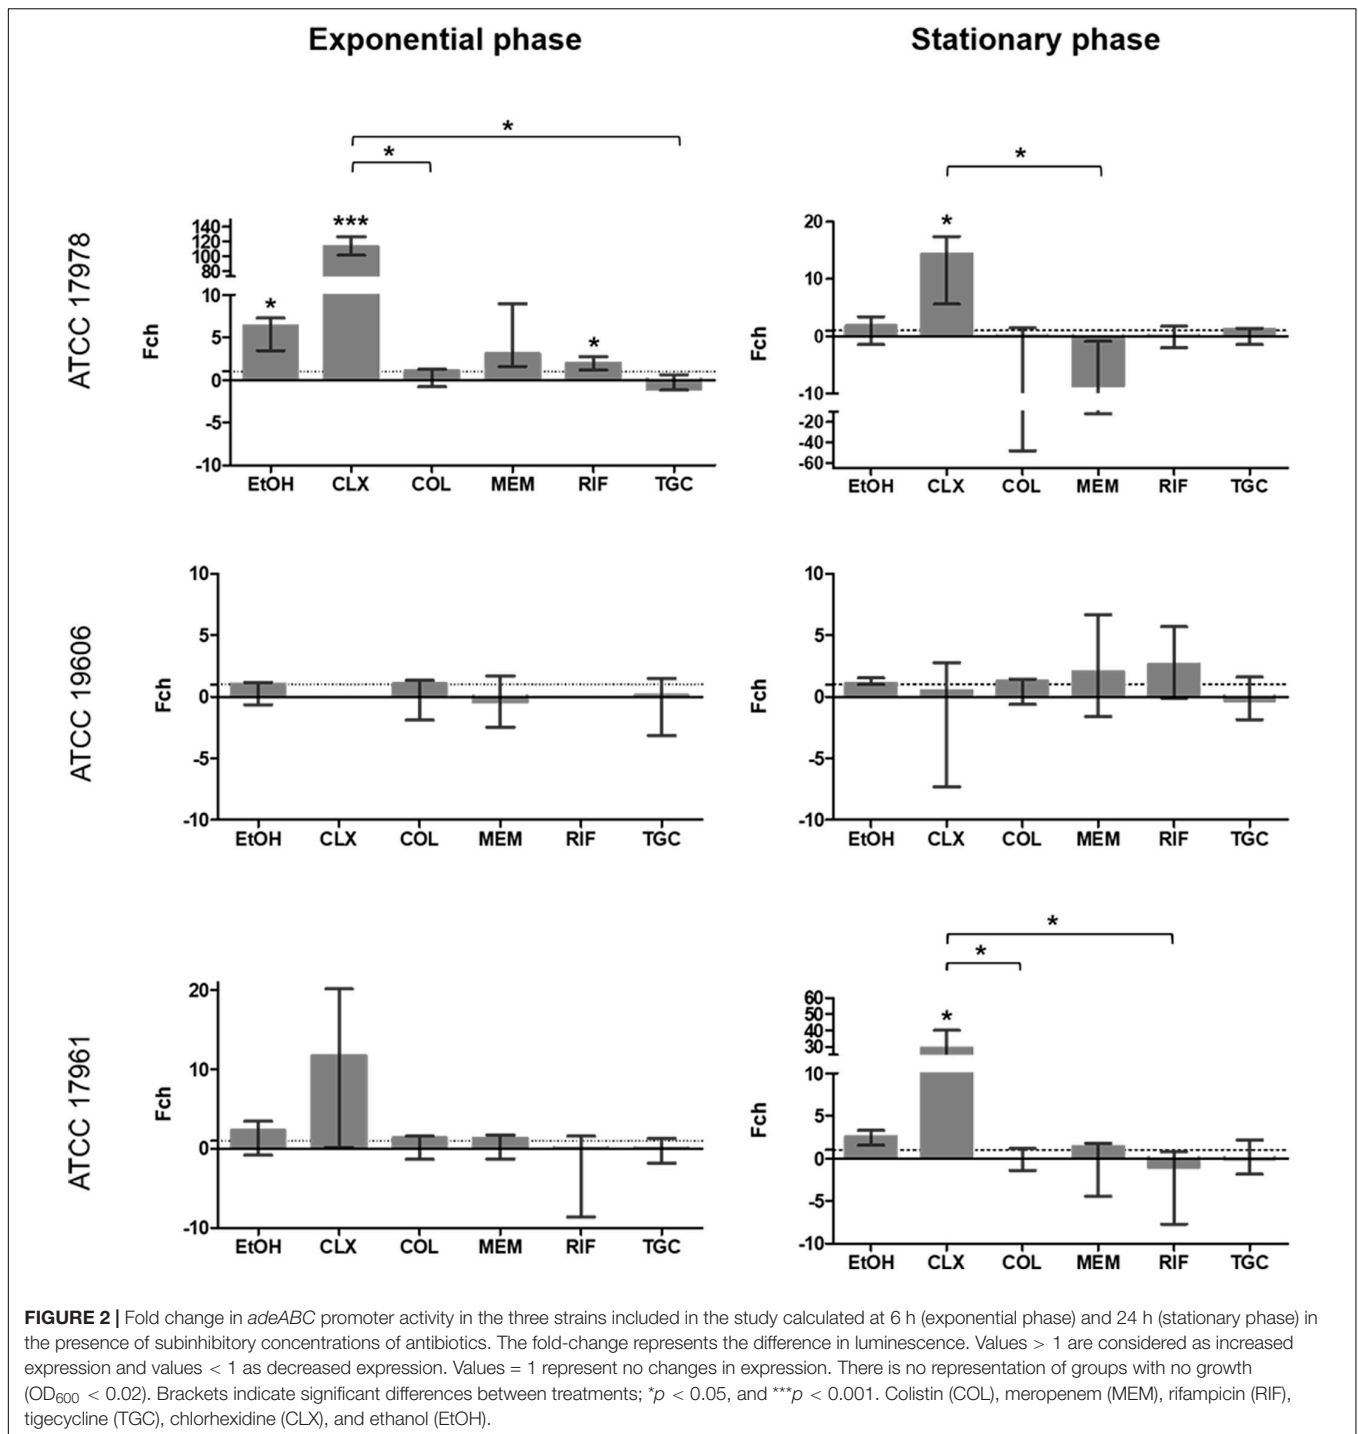 Exponential phase
Stationary phase
ATCC 17978
*
*
***
*
*
140
120
100
80
10
5
0
-5
-10
Fch
EtOH CLX COL MEM RIF TGC
*
*
20
10
0
-10
-20
-40
-60
Fch
EtOH CLX COL MEM RIF TGC
ATCC 19606
10
5
0
-5
-10
Fch
EtOH CLX COL MEM RIF TGC
10
5
0
-5
-10
Fch
EtOH CLX COL MEM RIF TGC
ATCC 17961
20
10
0
-10
Fch
EtOH CLX COL MEM RIF TGC
*
*
*
60
50
40
30
10
5
0
-5
-10
Fch
EtOH CLX COL MEM RIF TGC
FIGURE 2 | Fold change in adeABC promoter activity in the three strains included in the study calculated at 6 h (exponential phase) and 24 h (stationary phase) in
the presence of subinhibitory concentrations of antibiotics. The fold-change represents the difference in luminescence. Values > 1 are considered as increased
expression and values < 1 as decreased expression. Values = 1 represent no changes in expression. There is no representation of groups with no growth
(OD600 < 0.02). Brackets indicate significant differences between treatments; *p < 0.05, and ***p < 0.001. Colistin (COL), meropenem (MEM), rifampicin (RIF),
tigecycline (TGC), chlorhexidine (CLX), and ethanol (EtOH).